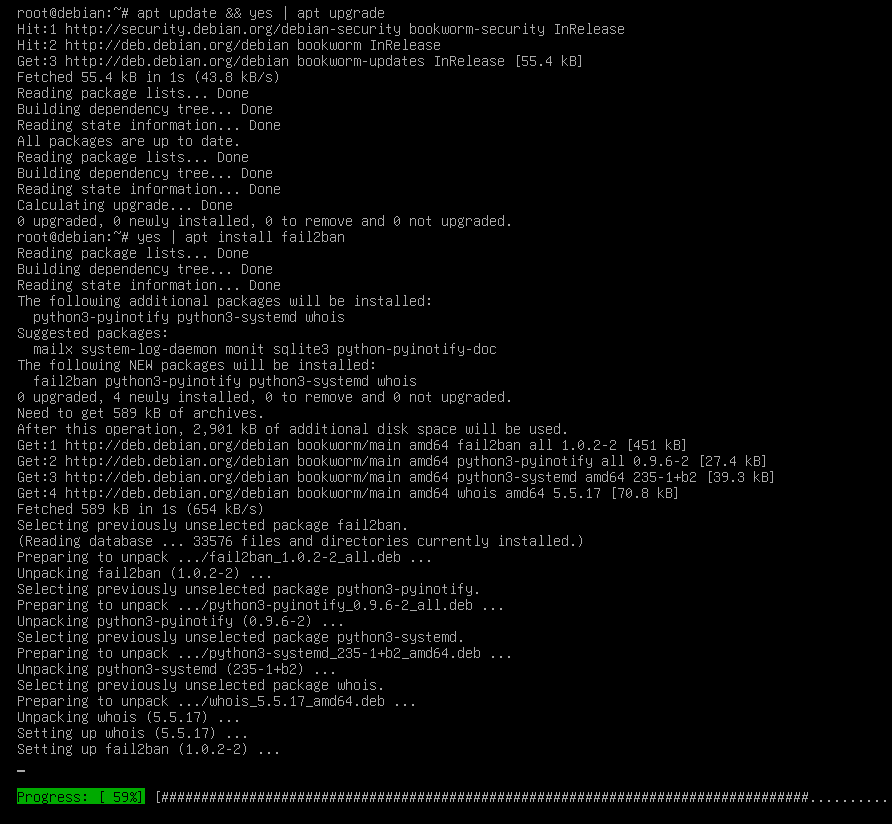 root@debian:~# apt update && yes | apt upgrade
Hit:1 http://security.debian.org/debian-security bookworm-security InRelease
Hit:2 http://deb.debian.org/debian bookworm InRelease
Get:3 http://deb.debian.org/debian bookworm-updates InRelease [55.4 kB]
Fetched 55.4 kB in 1s (43.8 kB/s)
Reading package lists... Done
Building dependency tree... Done
Reading state information... Done
All packages are up to date.
Reading package lists... Done
Building dependency tree... Done
Reading state information... Done
Calculating upgrade... Done
0 upgraded, 0 newly installed, 0 to remove and 0 not upgraded.
root@debian:~# yes | apt install fail2ban
Reading package lists... Done
Building dependency tree... Done
Reading state information... Done
The following additional packages will be installed:
  python3-pyinotify python3-systemd whois
Suggested packages:
  mailx system-log-daemon monit sqlite3 python-pyinotify-doc
The following NEW packages will be installed:
  fail2ban python3-pyinotify python3-systemd whois
0 upgraded, 4 newly installed, 0 to remove and 0 not upgraded.
Need to get 589 kB of archives.
After this operation, 2,901 kB of additional disk space will be used.
Get:1 http://deb.debian.org/debian bookworm/main amd64 fail2ban all 1.0.2-2 [451 kB]
Get:2 http://deb.debian.org/debian bookworm/main amd64 python3-pyinotify all 0.9.6-2 [27.4 kB]
Get:3 http://deb.debian.org/debian bookworm/main amd64 python3-systemd amd64 235-1+b2 [39.3 kB]
Get:4 http://deb.debian.org/debian bookworm/main amd64 whois amd64 5.5.17 [70.8 kB]
Fetched 589 kB in 1s (654 kB/s)
Selecting previously unselected package fail2ban.
(Reading database ... 33576 files and directories currently installed.)
Preparing to unpack .../fail2ban_1.0.2-2_all.deb ...
Unpacking fail2ban (1.0.2-2) ...
Selecting previously unselected package python3-pyinotify.
Preparing to unpack .../python3-pyinotify_0.9.6-2_all.deb ...
Unpacking python3-pyinotify (0.9.6-2) ...
Selecting previously unselected package python3-systemd.
Preparing to unpack .../python3-systemd_235-1+b2_amd64.deb ...
Unpacking python3-systemd (235-1+b2) ...
Selecting previously unselected package whois.
Preparing to unpack .../whois_5.5.17_amd64.deb ...
Unpacking whois (5.5.17) ...
Setting up whois (5.5.17) ...
Setting up fail2ban (1.0.2-2) ...
Progress: [ 59%] [#################################################################################..........